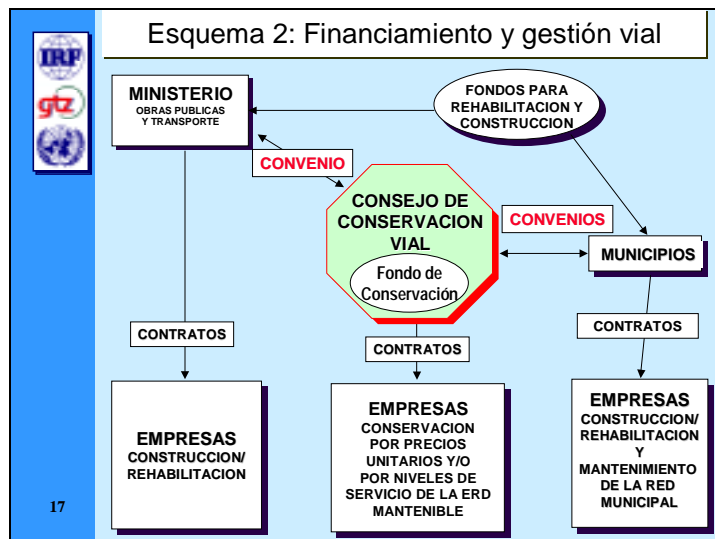 Esquema 2: Financiamiento y gestión vial
IRF
gtz
MINISTERIO
OBRAS PUBLICAS
Y TRANSPORTE
FONDOS PARA
REHABILITACION Y
CONSTRUCCION
CONVENIO
CONSEJO DE
CONSERVACION
VIAL
Fondo de
Conservación
CONVENIOS
MUNICIPIOS
CONTRATOS
CONTRATOS
CONTRATOS
EMPRESAS
CONSTRUCCION/
REHABILITACION
EMPRESAS
CONSERVACION
POR PRECIOS
UNITARIOS Y/O
POR NIVELES DE
SERVICIO DE LA ERD
MANTENIBLE
EMPRESAS
CONSTRUCCION/
REHABILITACION
Y
MANTENIMIENTO
DE LA RED
MUNICIPAL
17